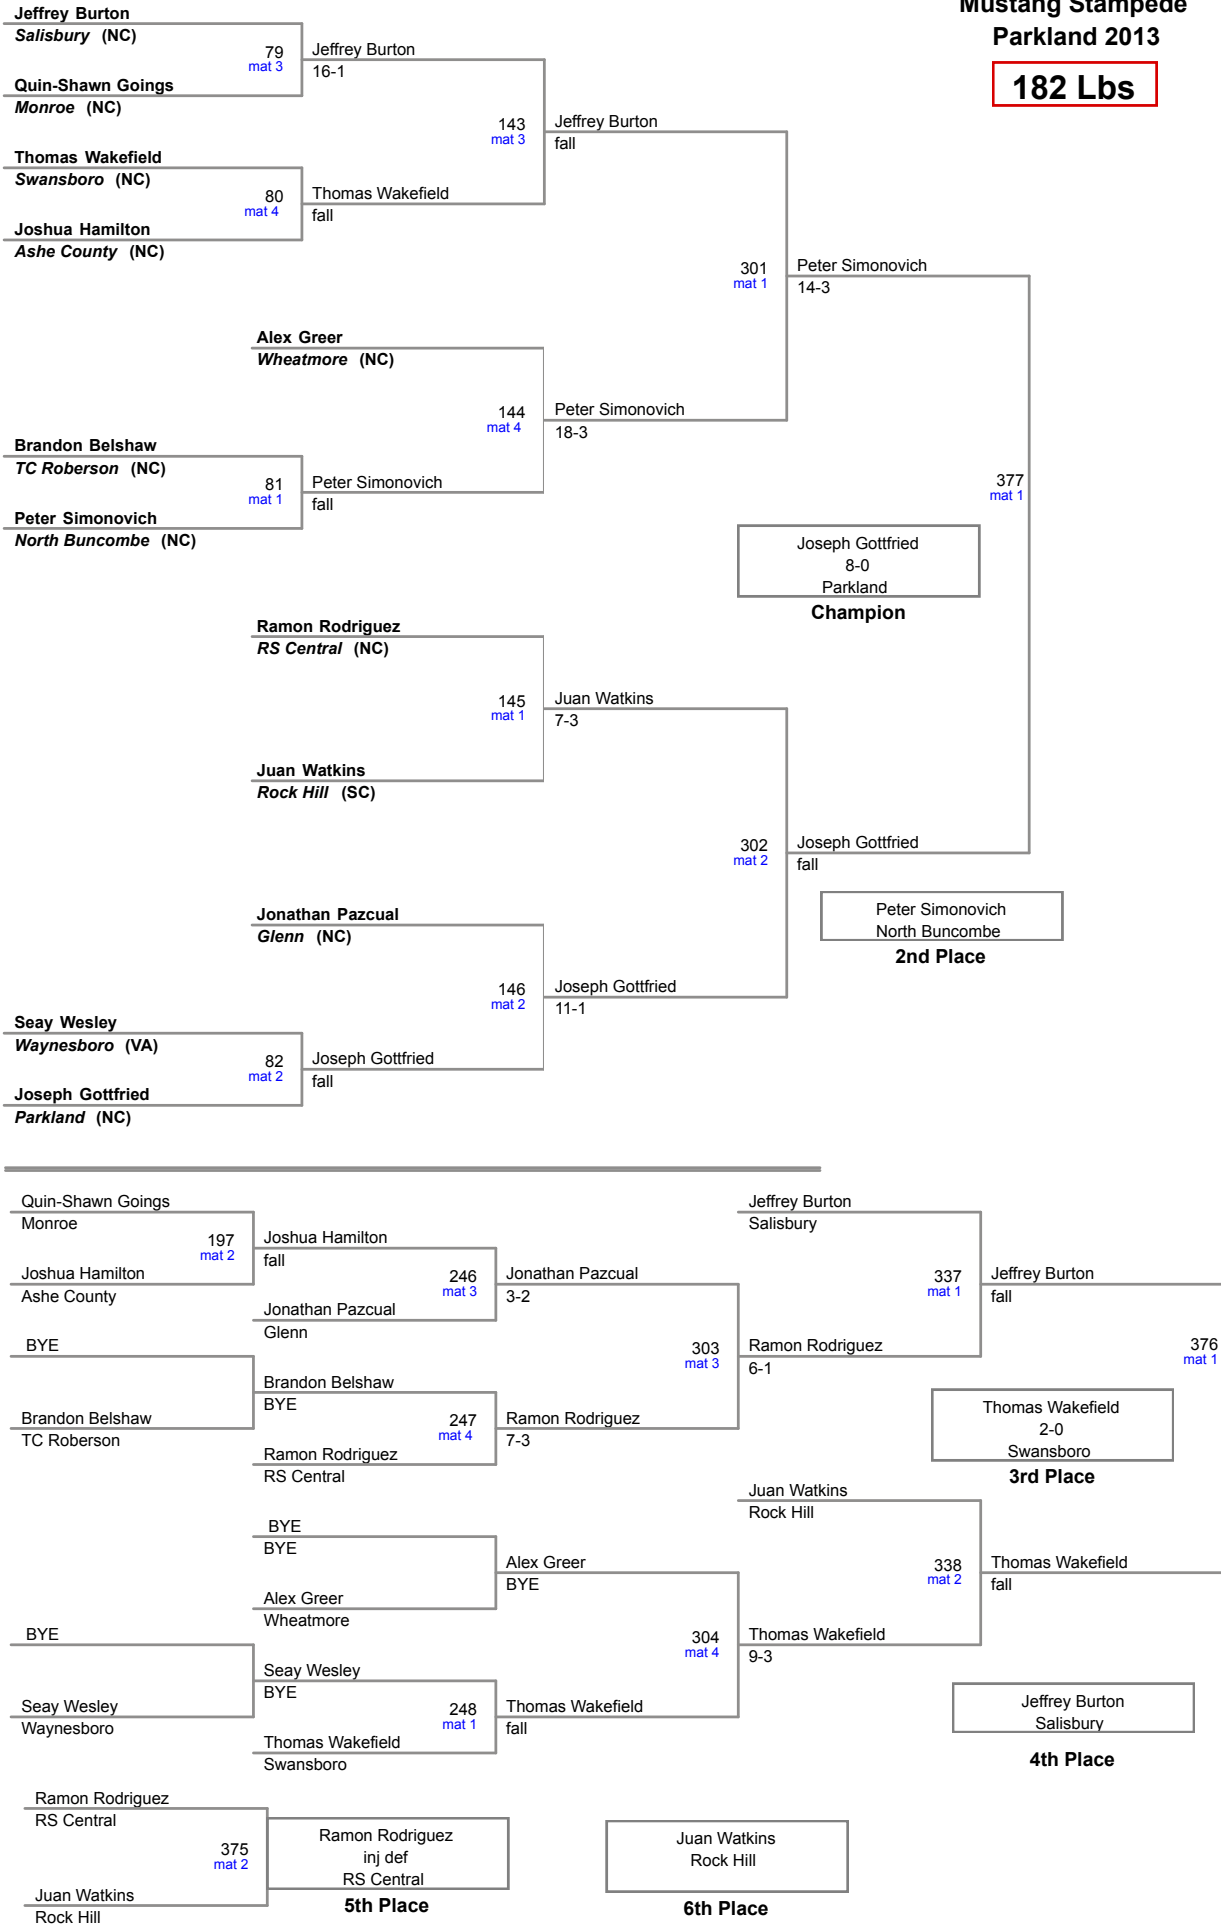 Mustang Stampede
Parkland 2013
182 Lbs
Jeffrey Burton
Salisbury (NC)
79
mat 3
Jeffrey Burton
16-1
Quin-Shawn Goings
Monroe (NC)
143
mat 3
Jeffrey Burton
fall
Thomas Wakefield
Swansboro (NC)
80
mat 4
Thomas Wakefield
fall
Joshua Hamilton
Ashe County (NC)
301
mat 1
Peter Simonovich
14-3
Alex Greer
Wheatmore (NC)
144
mat 4
Peter Simonovich
18-3
Brandon Belshaw
TC Roberson (NC)
81
mat 1
Peter Simonovich
fall
Peter Simonovich
North Buncombe (NC)
377
mat 1
Joseph Gottfried
8-0
Parkland
Champion
Ramon Rodriguez
RS Central (NC)
145
mat 1
Juan Watkins
7-3
Juan Watkins
Rock Hill (SC)
302
mat 2
Joseph Gottfried
fall
Jonathan Pazcual
Glenn (NC)
Peter Simonovich
North Buncombe
2nd Place
146
mat 2
Joseph Gottfried
11-1
Seay Wesley
Waynesboro (VA)
82
mat 2
Joseph Gottfried
fall
Joseph Gottfried
Parkland (NC)
Quin-Shawn Goings
Monroe
197
mat 2
Joshua Hamilton
fall
Joshua Hamilton
Ashe County
246
mat 3
Jonathan Pazcual
3-2
Jonathan Pazcual
Glenn
BYE
Brandon Belshaw
BYE
Brandon Belshaw
TC Roberson
247
mat 4
Ramon Rodriguez
7-3
Ramon Rodriguez
RS Central
303
mat 3
Ramon Rodriguez
6-1
Jeffrey Burton
Salisbury
337
mat 1
Jeffrey Burton
fall
376
mat 1
Thomas Wakefield
2-0
Swansboro
3rd Place
BYE
BYE
Alex Greer
BYE
Alex Greer
Wheatmore
BYE
Seay Wesley
BYE
Seay Wesley
Waynesboro
248
mat 1
Thomas Wakefield
fall
Thomas Wakefield
Swansboro
304
mat 4
Thomas Wakefield
9-3
Juan Watkins
Rock Hill
338
mat 2
Thomas Wakefield
fall
Jeffrey Burton
Salisbury
4th Place
Ramon Rodriguez
RS Central
375
mat 2
Juan Watkins
Rock Hill
Ramon Rodriguez
inj def
RS Central
5th Place
Juan Watkins
Rock Hill
6th Place